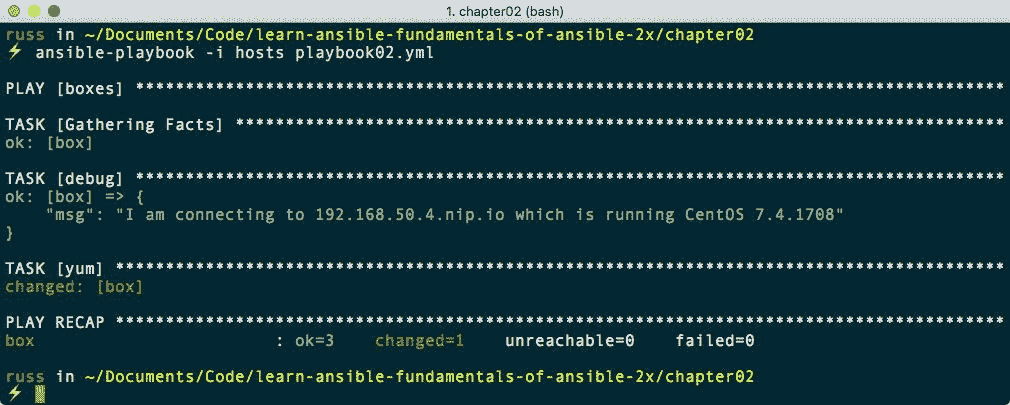 1. chapter02 (bash)
russ in ~/Documents/Code/learn-ansible-fundamentals-of-ansible-2x/chapter02
⚡ ansible-playbook -i hosts playbook02.yml
PLAY [boxes] ***************************************************************************************
TASK [Gathering Facts] *****************************************************************************
ok: [box]
TASK [debug] ***************************************************************************************
ok: [box] => {
"msg": "I am connecting to 192.168.50.4.nip.io which is running CentOS 7.4.1708"
}
TASK [yum] *****************************************************************************************
changed: [box]
PLAY RECAP *****************************************************************************************
box : ok=3 changed=1 unreachable=0 failed=0
russ in ~/Documents/Code/learn-ansible-fundamentals-of-ansible-2x/chapter02
⚡